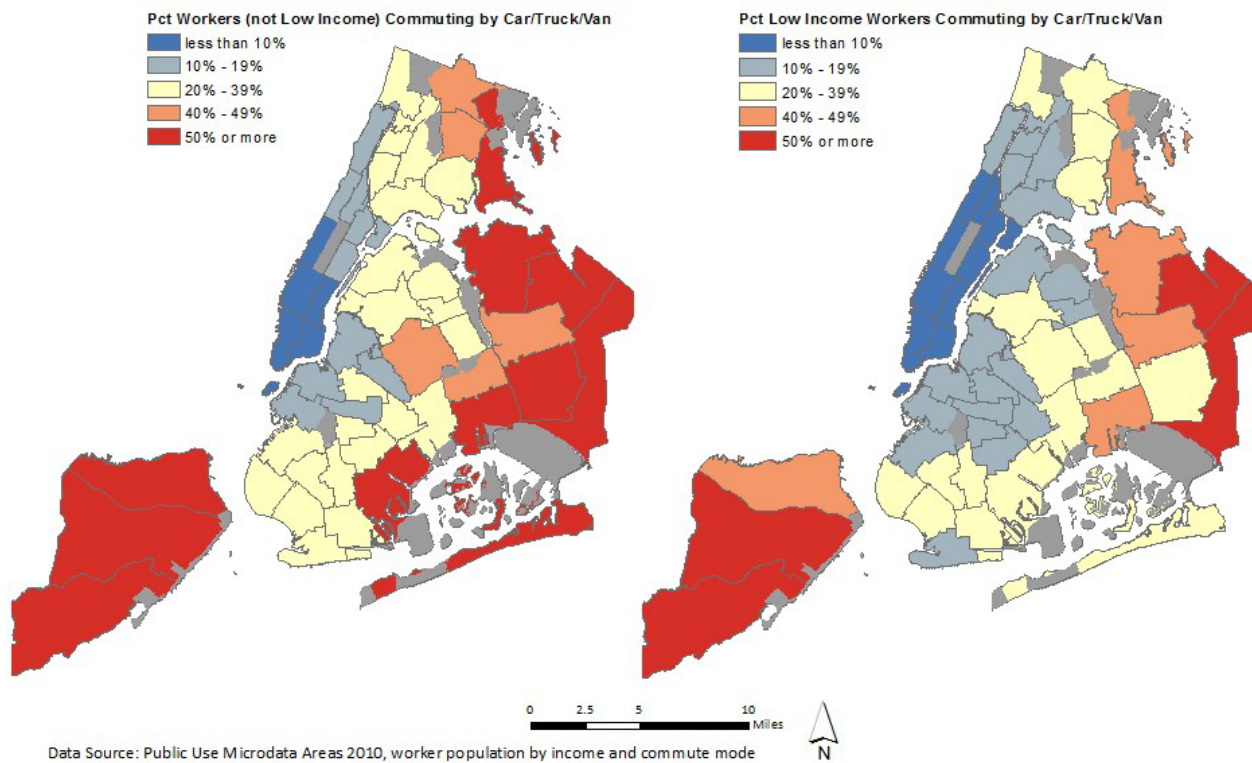 Pct Workers (not Low Income) Commuting by Car/Truck/Van
less than 10%
10% - 19%
20% - 39%
40% - 49%
50% or more
Pct Low Income Workers Commuting by Car/Truck/Van
less than 10%
10% - 19%
20% - 39%
40% - 49%
50% or more
0 2.5 5 10
Miles
N
Data Source: Public Use Microdata Areas 2010, worker population by income and commute mode